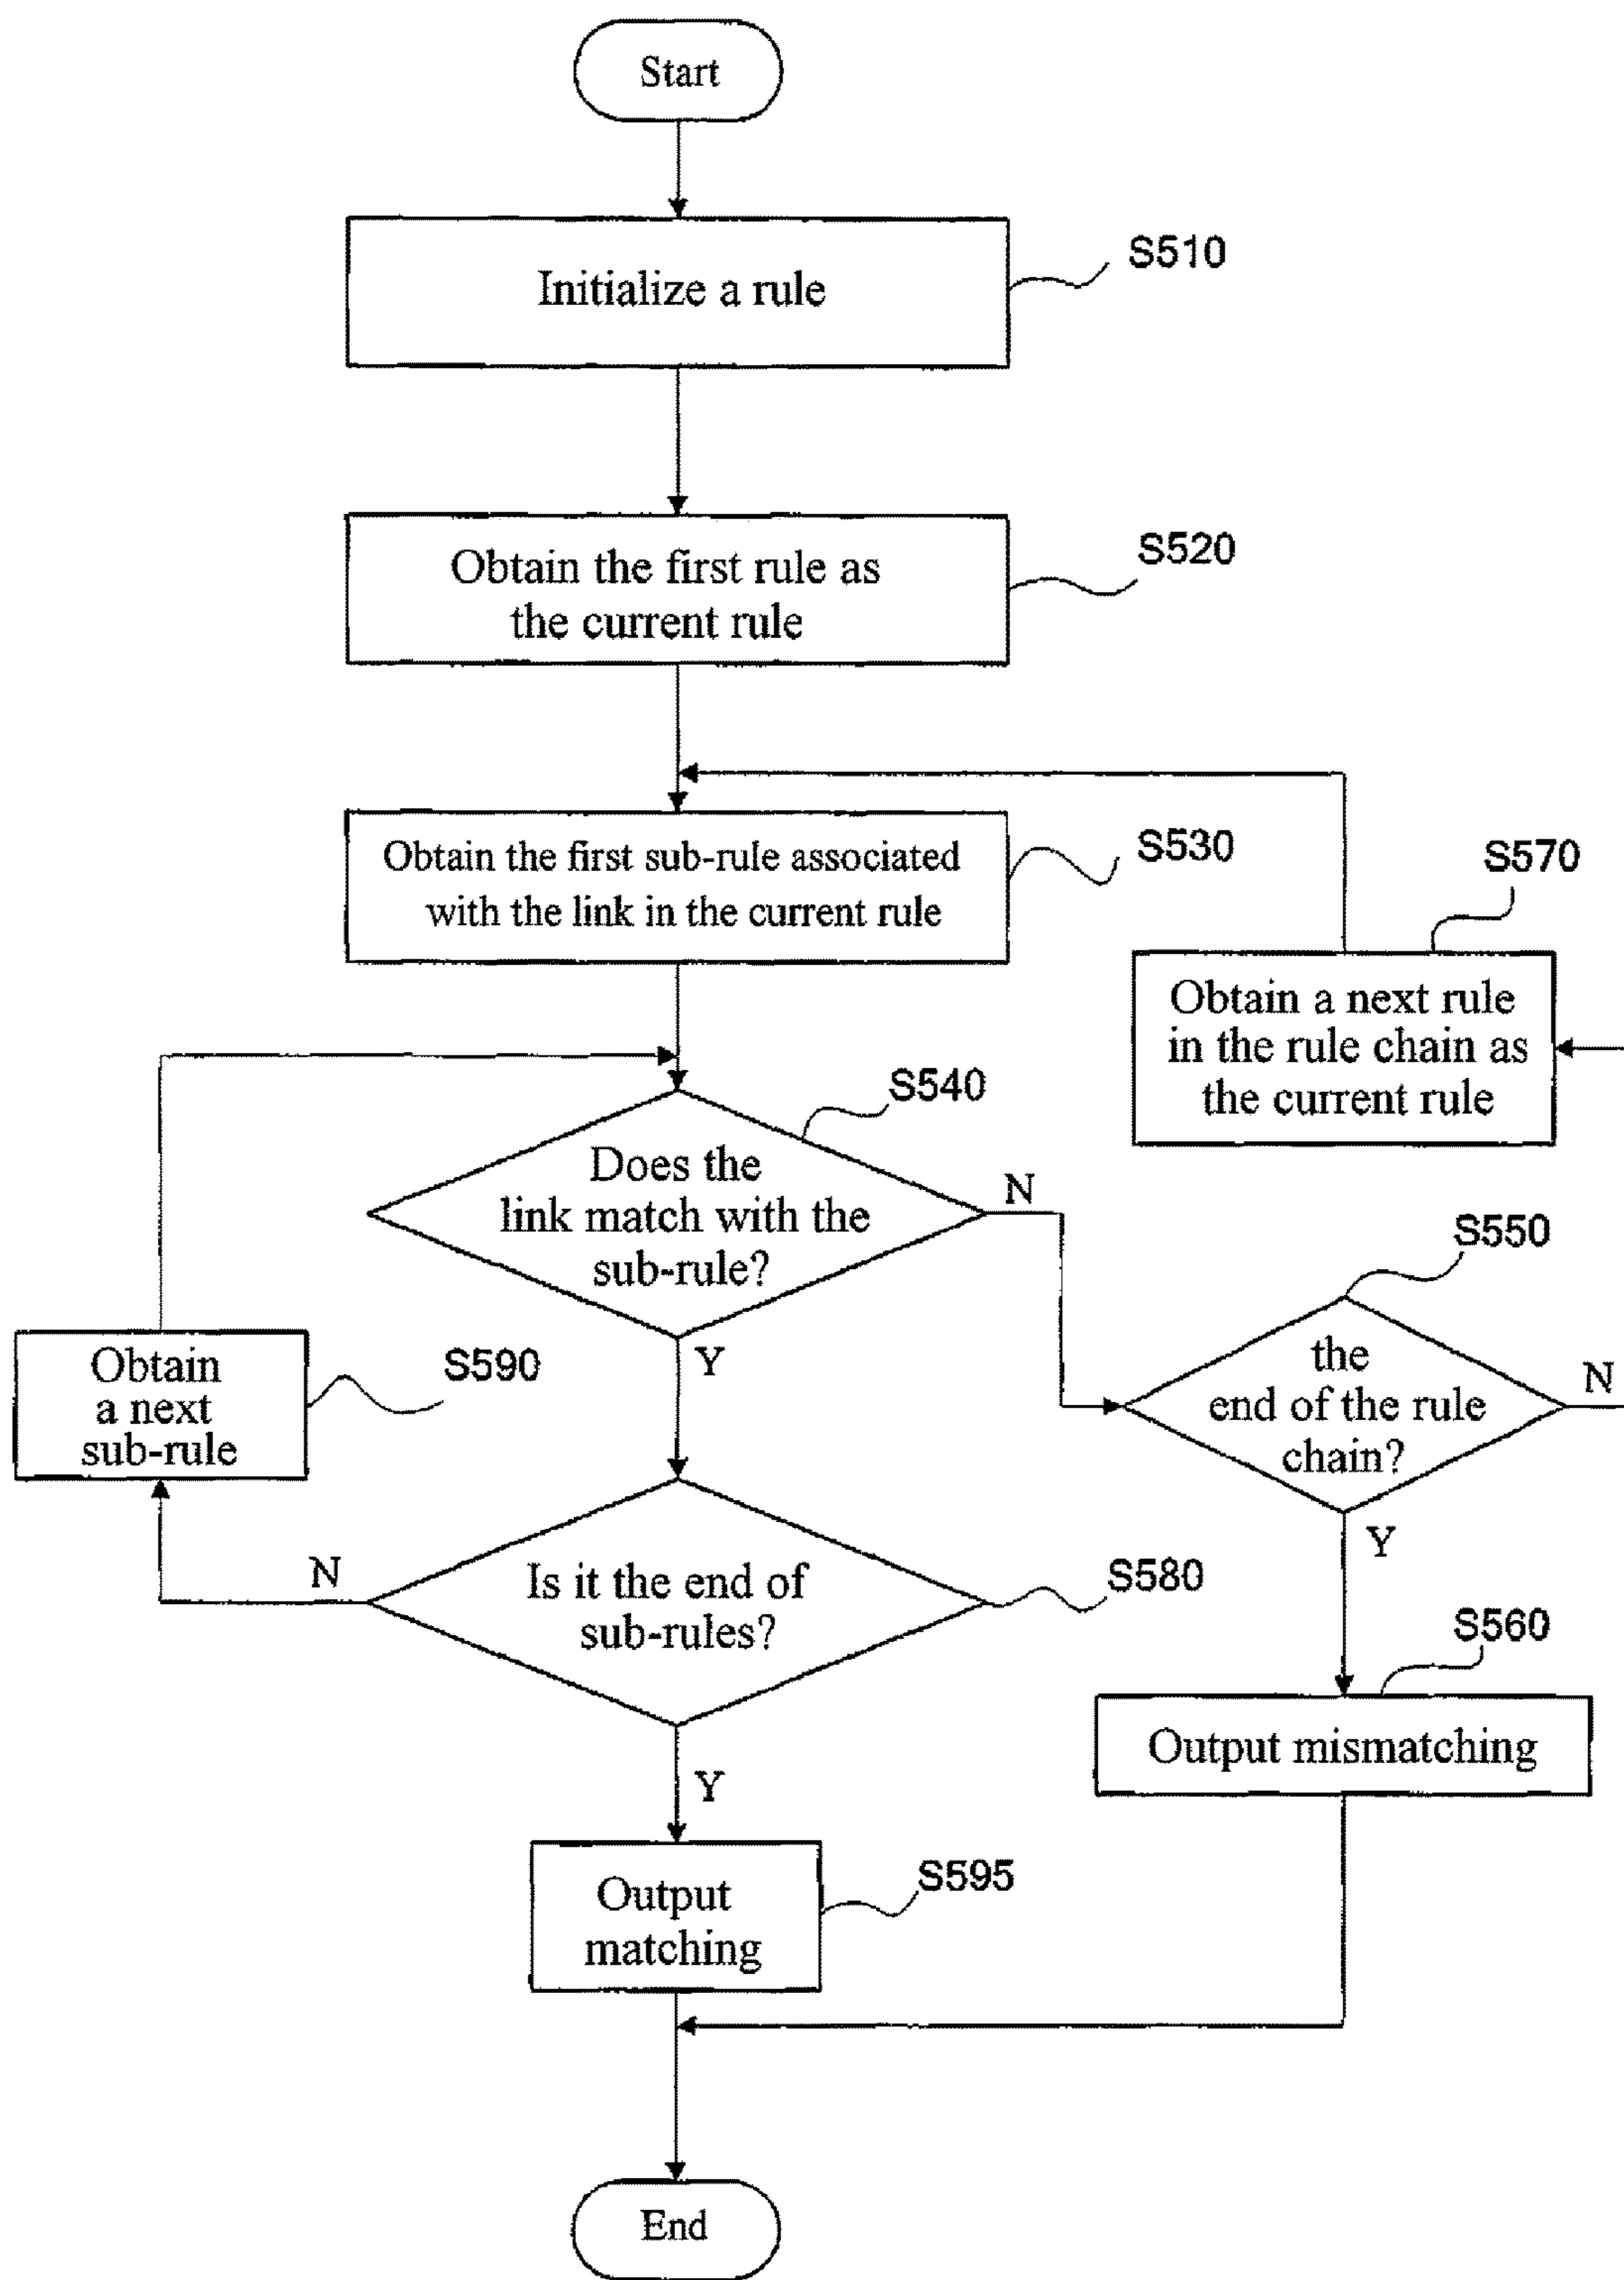 Start
Initialize a rule
S510
Obtain the first rule as
the current rule
S520
Obtain the first sub-rule associated
with the link in the current rule
S530
S570
Obtain a next rule
in the rule chain as
the current rule
S540
Does the
link match with the
sub-rule?
N
Y
S550
the
end of the rule
chain?
N
Y
Obtain
a next
sub-rule
S590
N
Is it the end of
sub-rules?
S580
Y
S560
Output mismatching
Output
matching
S595
End